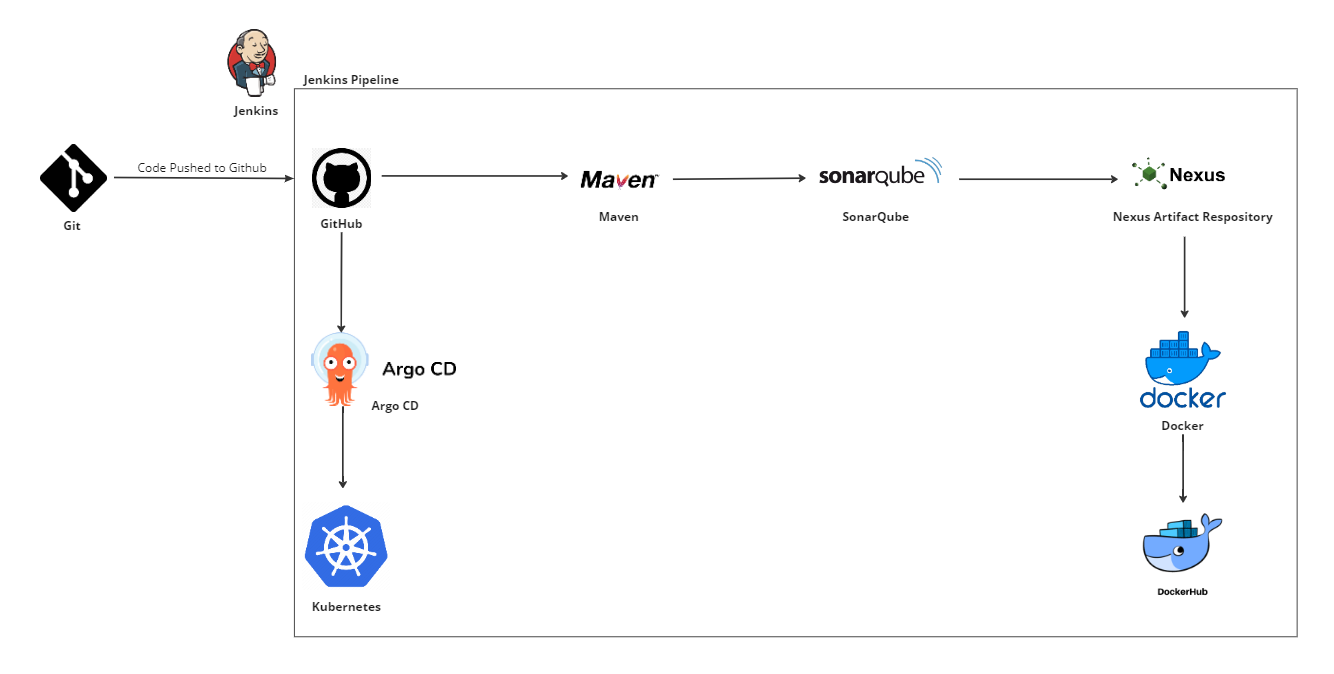 Jenkins Pipeline
Jenkins
Code Pushed to Github
Git
GitHub
Maven™
Maven
sonarqube
SonarQube
Nexus
Nexus Artifact Respository
Argo CD
Argo CD
docker
Docker
Kubernetes
DockerHub